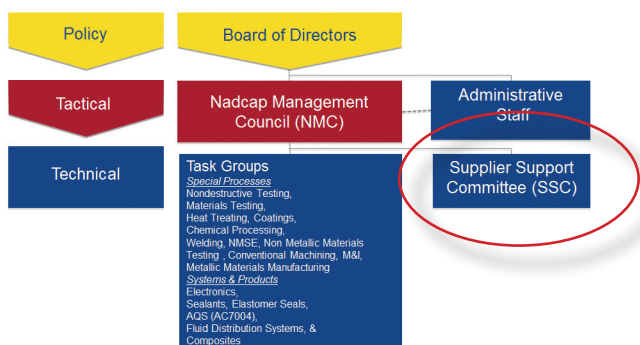 Policy
Board of Directors
Tactical
Nadcap Management
Council (NMC)
Administrative
Staff
Technical
Task Groups
Special Processes
Nondestructive Testing,
Materials Testing,
Heat Treating, Coatings,
Chemical Processing,
Welding, NMSE, Non Metallic Materials
Testing , Conventional Machining, M&I,
Metallic Materials Manufacturing
Systems & Products
Electronics,
Sealants, Elastomer Seals,
AQS (AC7004),
Fluid Distribution Systems, &
Composites
Supplier Support
Committee (SSC)